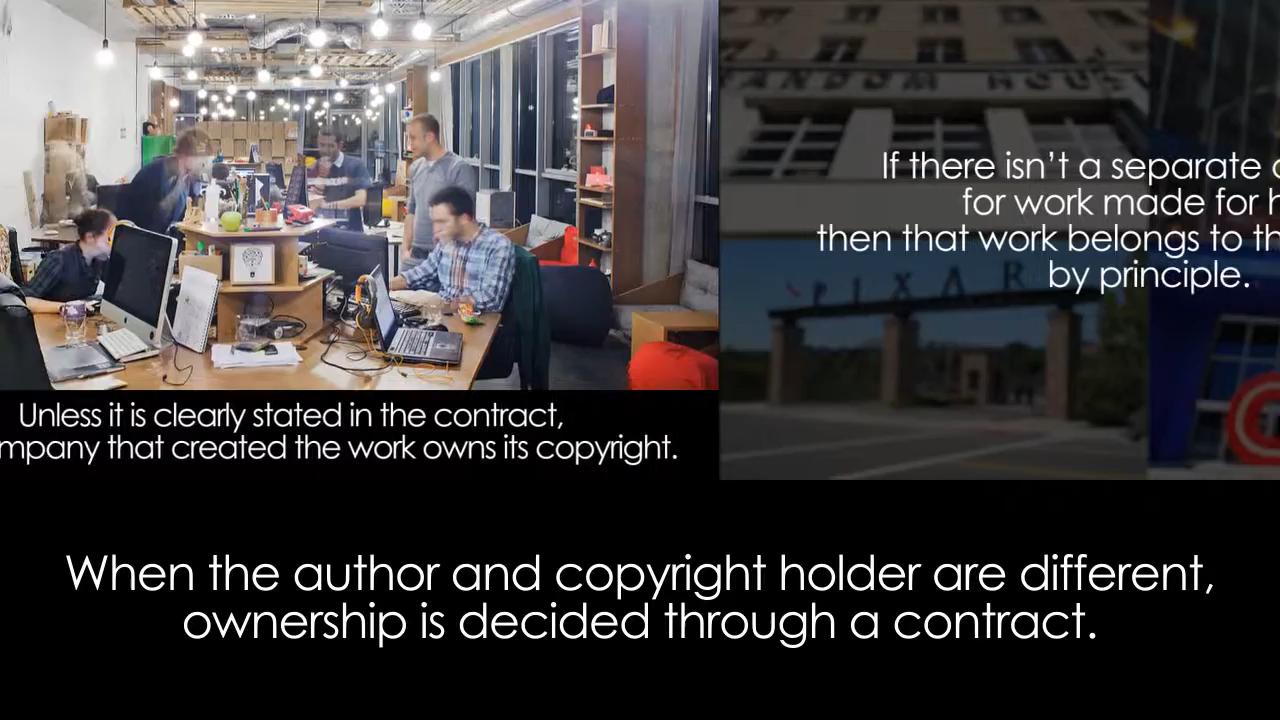 Unless it is clearly stated in the contract,
that created the work owns its copyright.
If there isn't a separate
for work made for
then that work belongs to
by principle.
PIXAR
When the author and copyright holder are different,
ownership is decided through a contract.